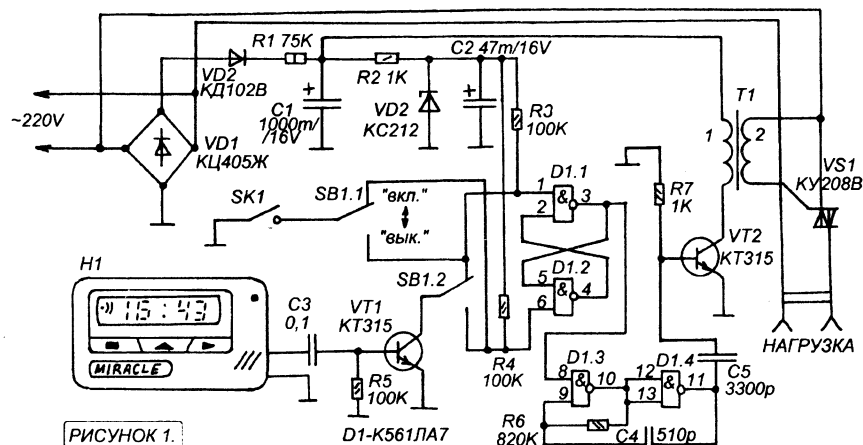 R1 75K
C2 47m/16V
VD2
КД102В
R2 1K
+
C1
1000m/
/16V
VD2
КС212
+
R3
100K
T1
1
2
~220V
VD1
КЦ405Ж
VS1
КУ208В
D1.1
1
&
3
2
R7
1K
SK1
SB1.1
"вкл."
"вык."
VT2
КТ315
D1.2
5
&
4
6
SB1.2
H1
16:43
MIRACLE
C3
0,1
VT1
КТ315
R5
100K
R4
100K
НАГРУЗКА
D1.3
8
&
10
9
D1.4
12
&
11
13
C5
3300p
R6
820K
C4
510p
РИСУНОК 1.
D1-К561ЛА7